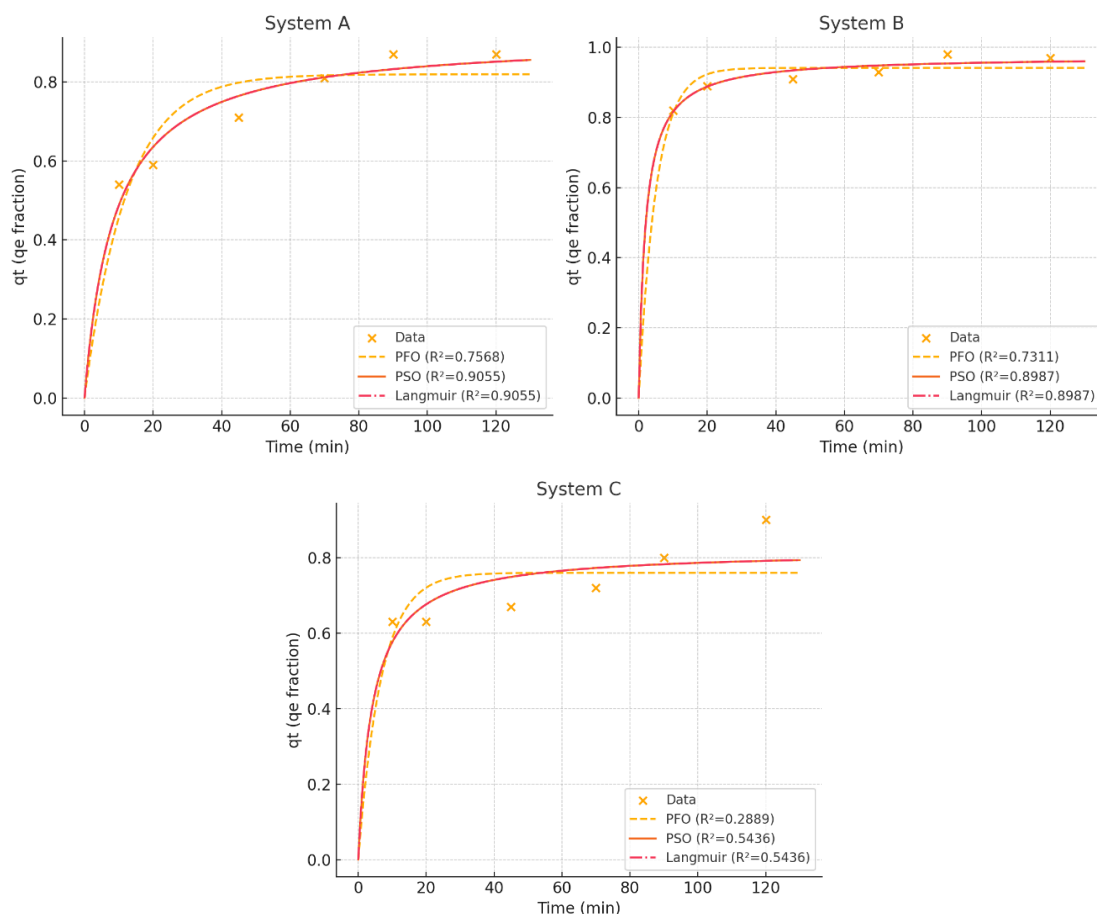 System A
qt (qe fraction)
0.8
0.6
0.4
0.2
0.0
Data
PFO (R²=0.7568)
PSO (R²=0.9055)
Langmuir (R²=0.9055)
0 20 40 60 80 100 120
Time (min)
System B
qt (qe fraction)
1.0
0.8
0.6
0.4
0.2
0.0
Data
PFO (R²=0.7311)
PSO (R²=0.8987)
Langmuir (R²=0.8987)
0 20 40 60 80 100 120
Time (min)
System C
qt (qe fraction)
0.8
0.6
0.4
0.2
0.0
Data
PFO (R²=0.2889)
PSO (R²=0.5436)
Langmuir (R²=0.5436)
0 20 40 60 80 100 120
Time (min)